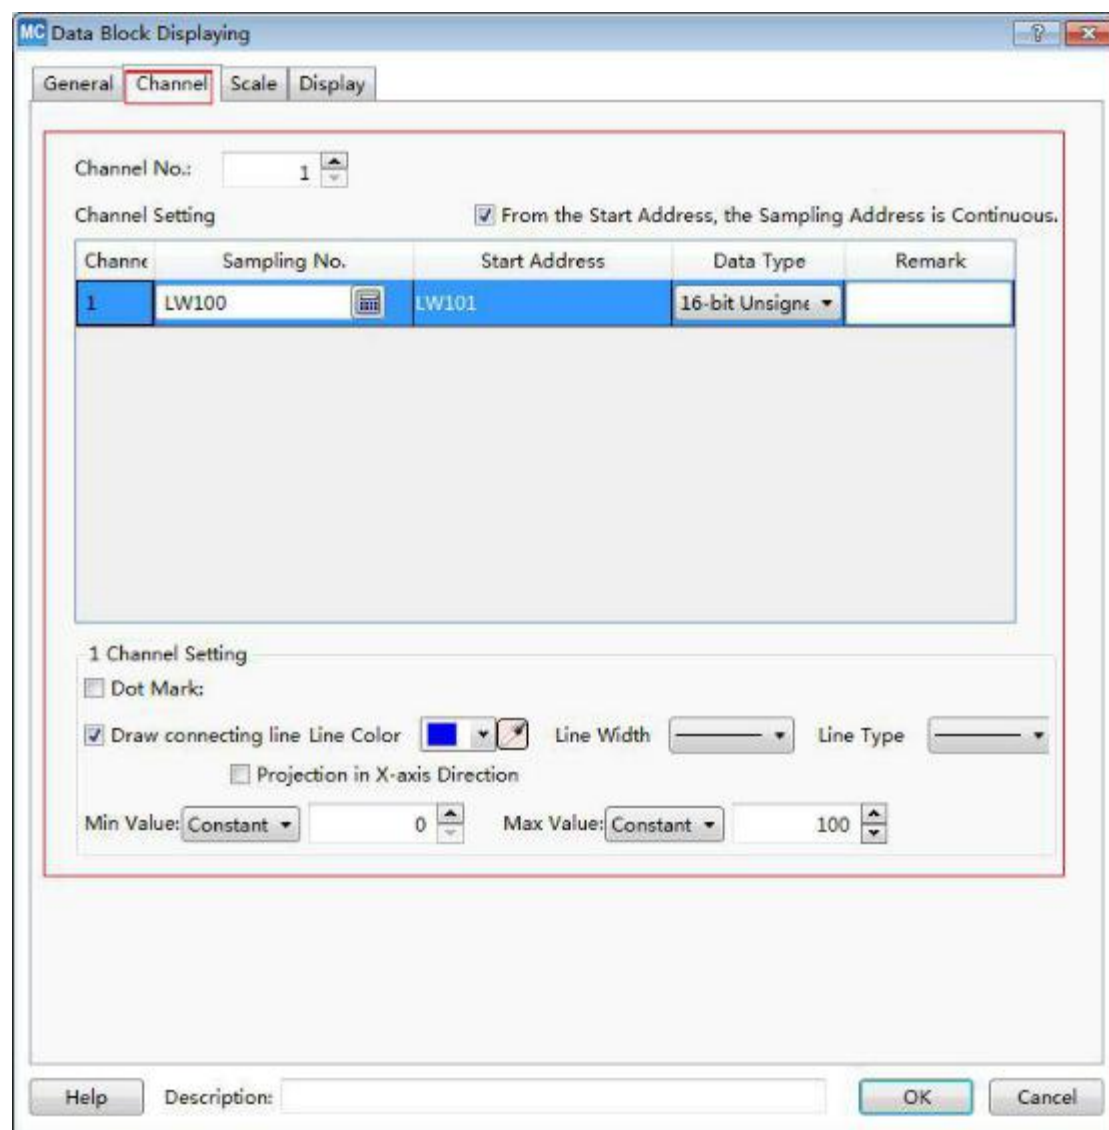 MC Data Block Displaying
General Channel Scale Display
Channel No.: 1
Channel Setting From the Start Address, the Sampling Address is Continuous.
Channe Sampling No. Start Address Data Type Remark
1 LW100 LW101 16-bit Unsigne
1 Channel Setting
Dot Mark:
Draw connecting line Line Color Line Width Line Type
Projection in X-axis Direction
Min Value: Constant 0 Max Value: Constant 100
Help Description: OK Cancel